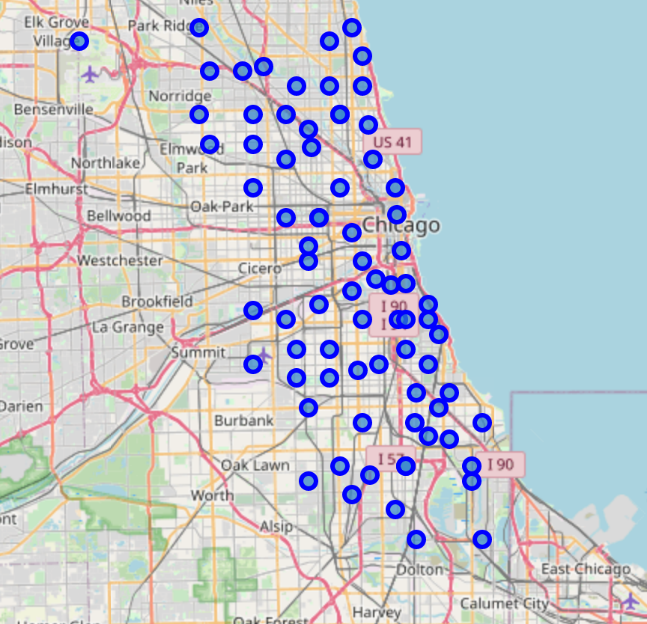 Niles
Elk Grove
Village
Park Ridge
Norridge
Bensenville
US 41
Elmwood
Park
Northlake
Elmhurst
Oak Park
Bellwood
Chicago
Westchester
Cicero
Brookfield
I 90
La Grange
Summit
Darien
Burbank
Oak Lawn
I 57
I 90
Worth
Alsip
Dolton
East Chicago
Calumet City
Harvey
Oak Forest